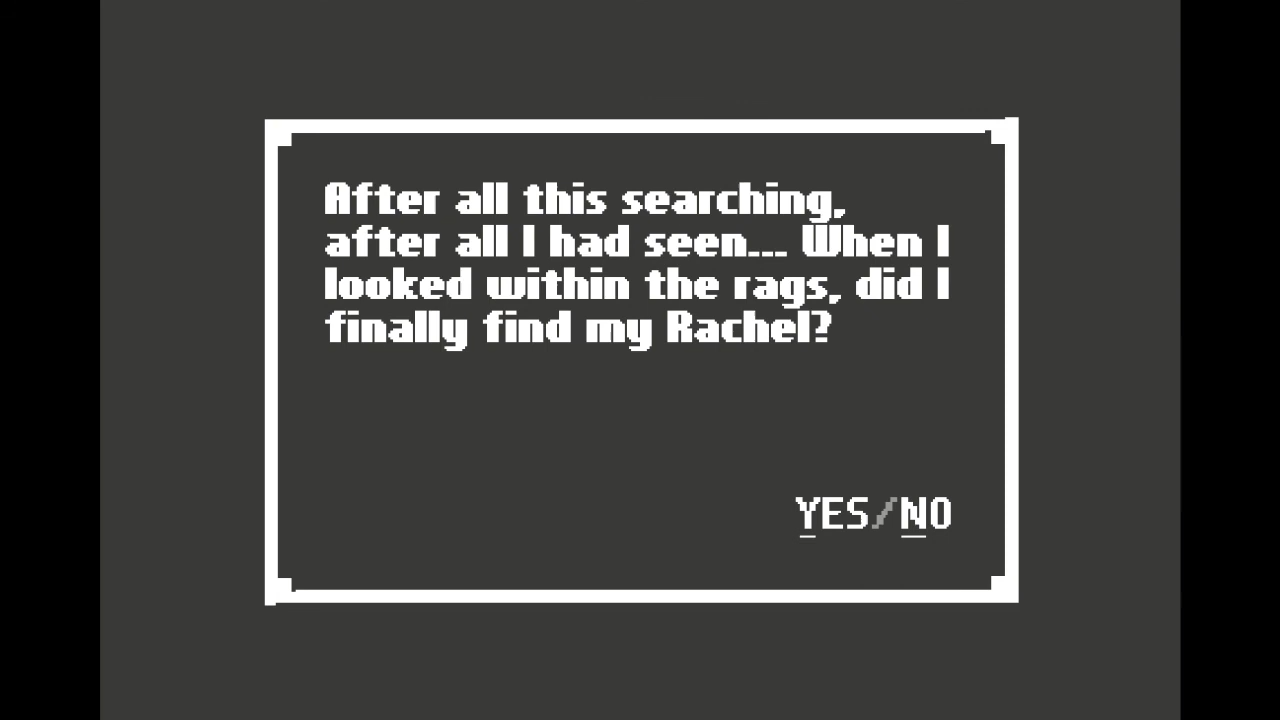 After all this searching,
after all I had seen... When I
looked within the rags, did I
finally find my Rachel?
YES/NO